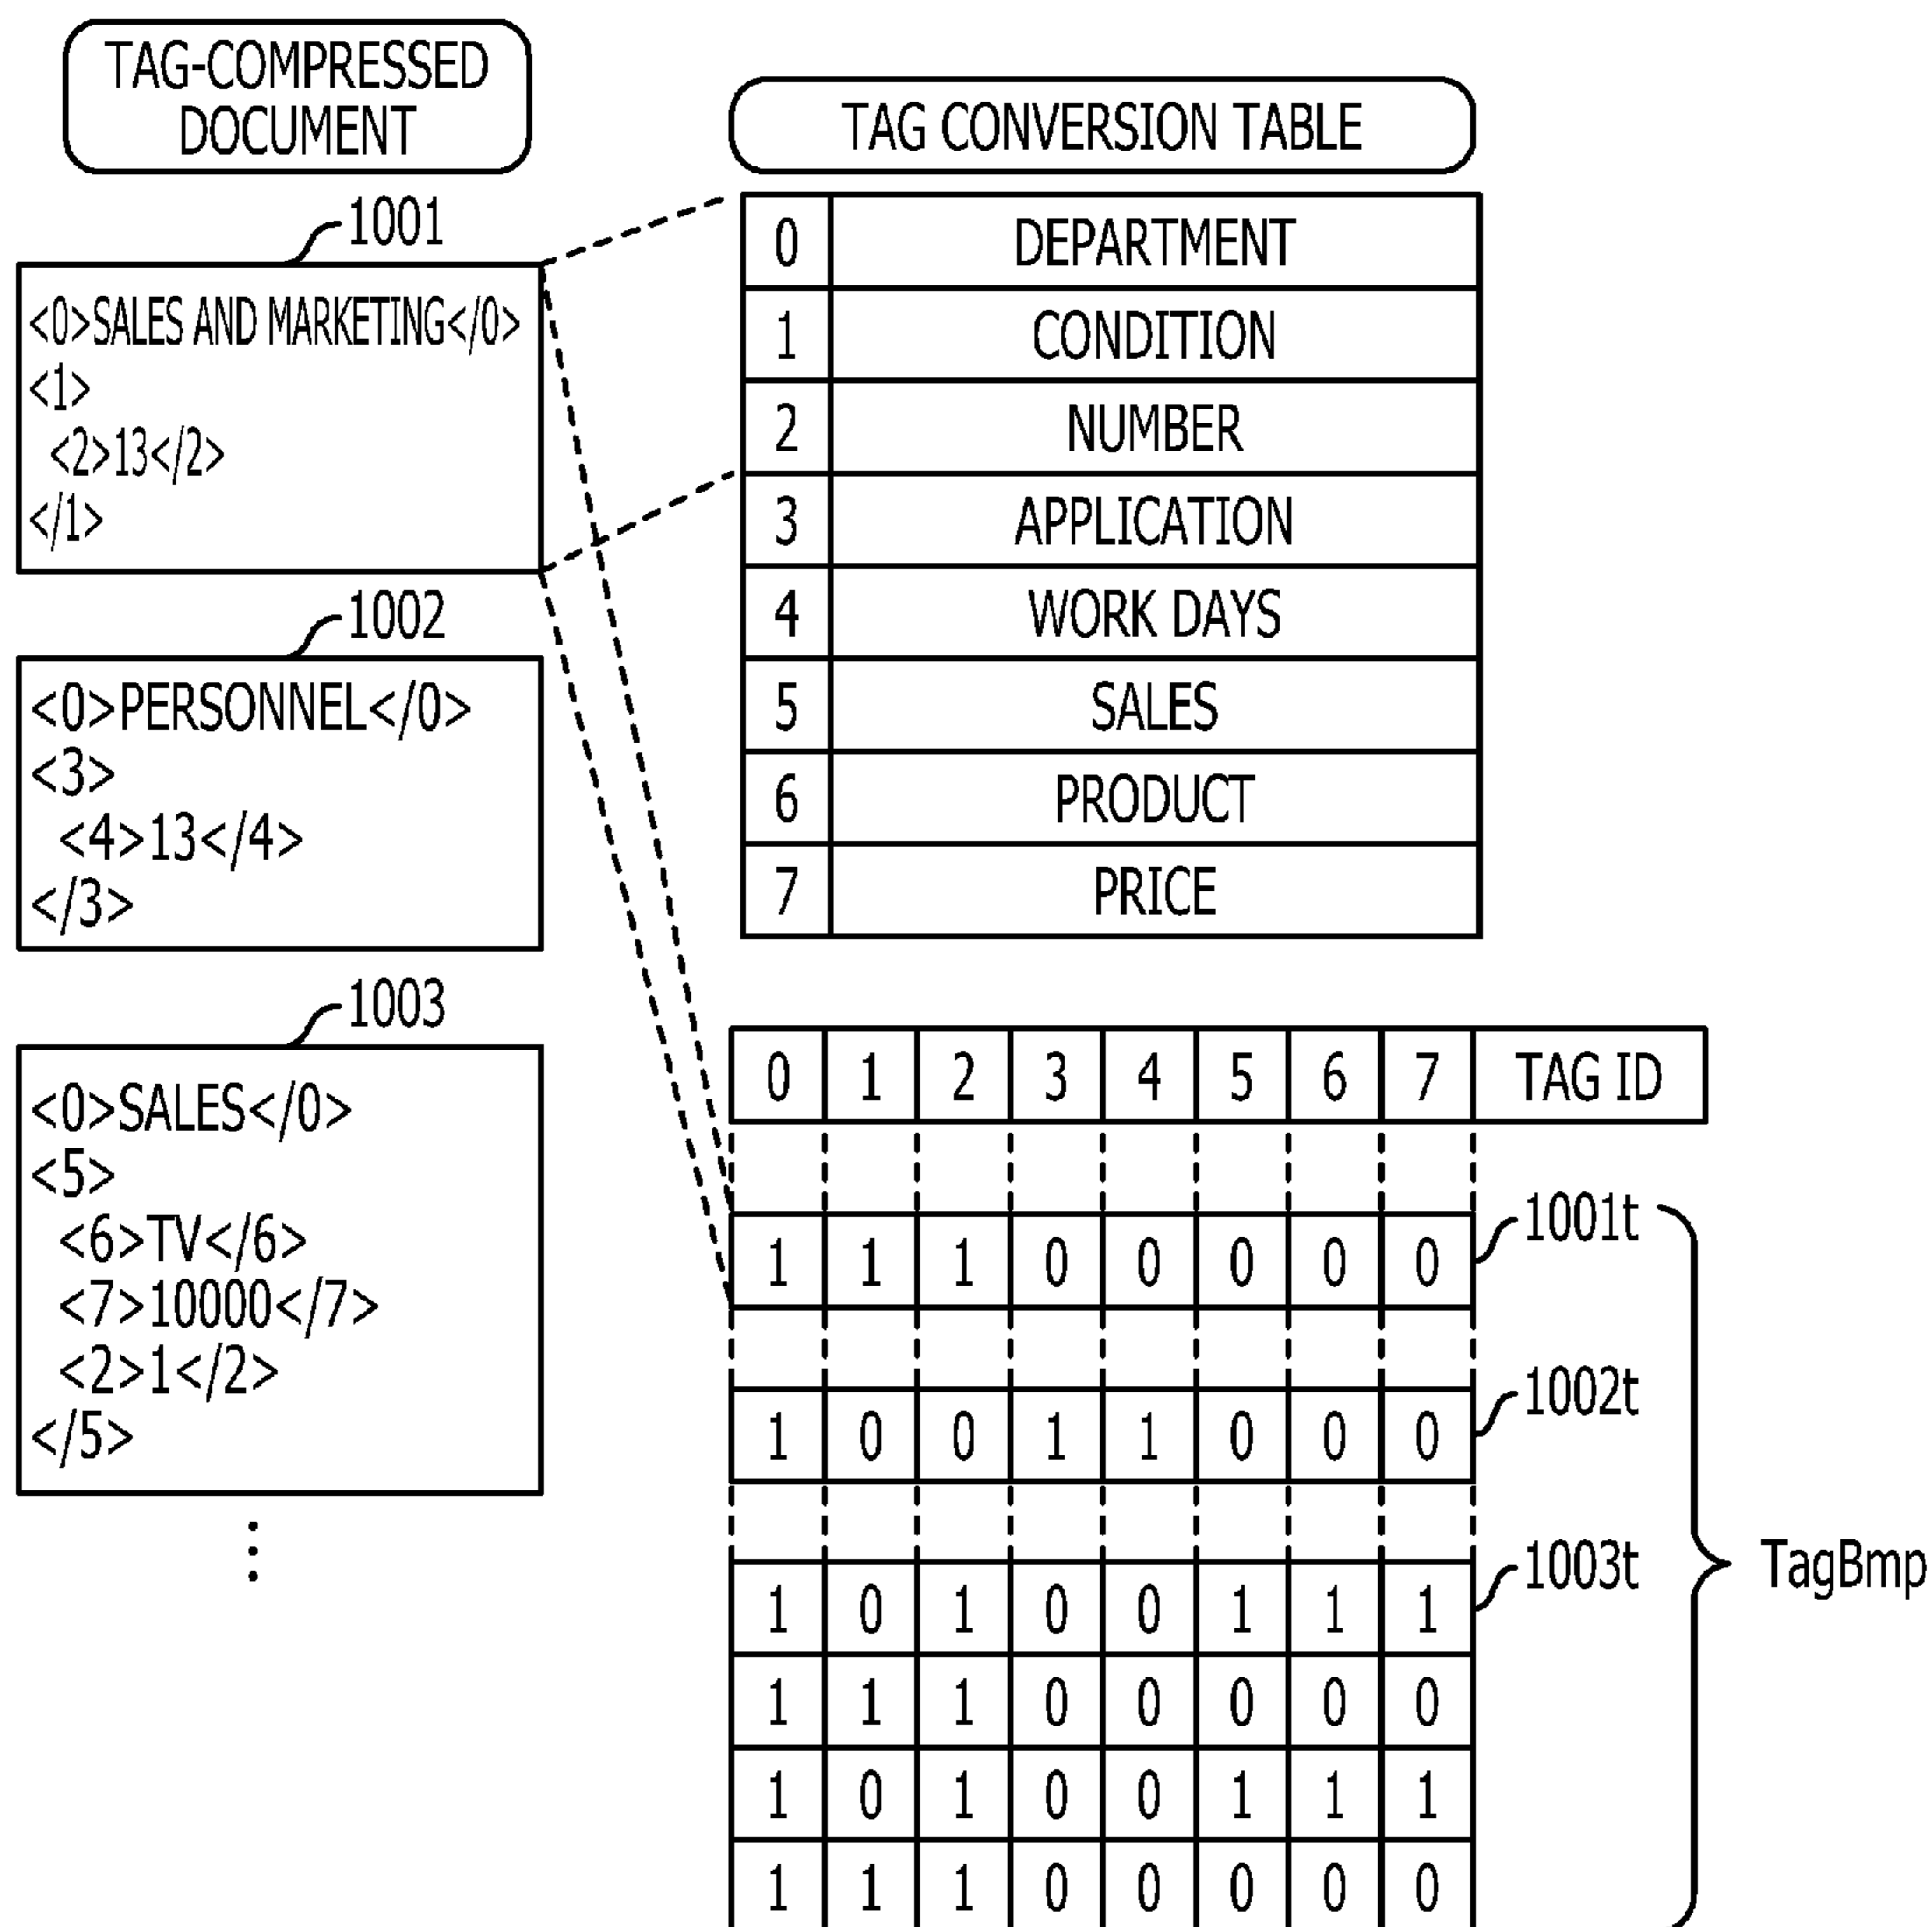 TAG-COMPRESSED
DOCUMENT
1001
<0>SALES AND MARKETING</0>
<1>
<2>13</2>
</1>
1002
<0>PERSONNEL</0>
<3>
<4>13</4>
</3>
1003
<0>SALES</0>
<5>
<6>TV</6>
<7>10000</7>
<2>1</2>
</5>
TAG CONVERSION TABLE
0 DEPARTMENT
1 CONDITION
2 NUMBER
3 APPLICATION
4 WORK DAYS
5 SALES
6 PRODUCT
7 PRICE
0 1 2 3 4 5 6 7 TAG ID
1 1 1 0 0 0 0 0 1001t
1 0 0 1 1 0 0 0 1002t
1 0 1 0 0 1 1 1 1003t
1 1 1 0 0 0 0 0
1 0 1 0 0 1 1 1
1 1 1 0 0 0 0 0
TagBmp